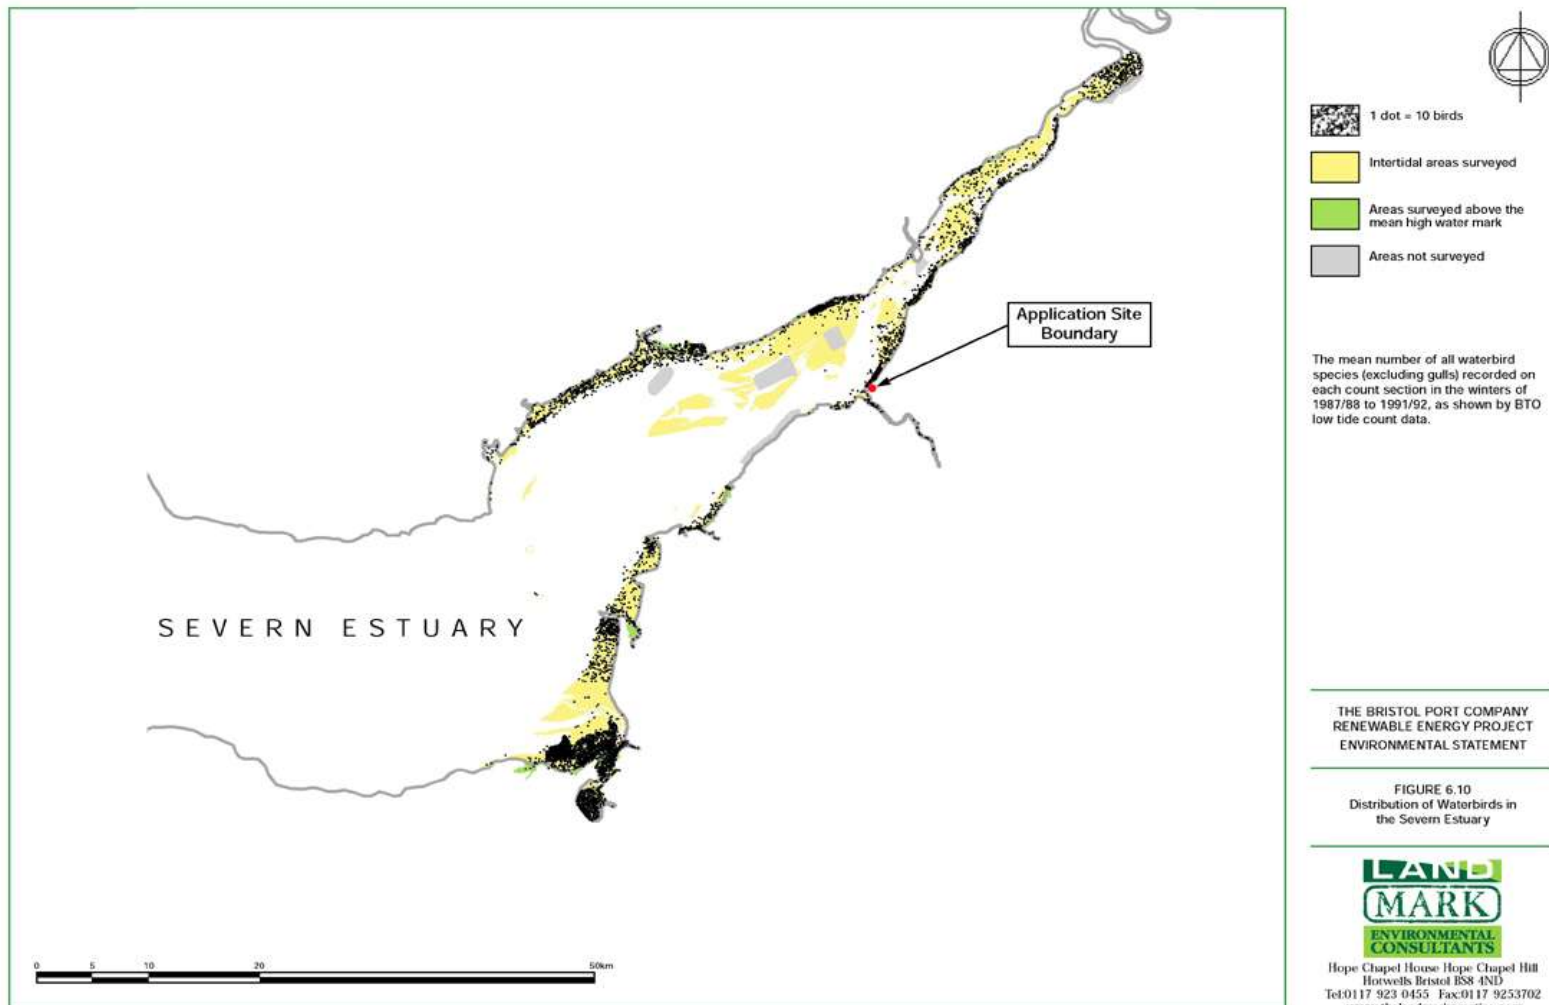 1 dot = 10 birds
Intertidal areas surveyed
Areas surveyed above the
mean high water mark
Areas not surveyed
Application Site
Boundary
The mean number of all waterbird
species (excluding gulls) recorded on
each count section in the winters of
1987/88 to 1991/92, as shown by BTO
low tide count data.
SEVERN ESTUARY
THE BRISTOL PORT COMPANY
RENEWABLE ENERGY PROJECT
ENVIRONMENTAL STATEMENT
FIGURE 6.10
Distribution of Waterbirds in
the Severn Estuary
LAND
MARK
ENVIRONMENTAL
CONSULTANTS
Hope Chapel House Hope Chapel Hill
Hotwells Bristol BS8 4ND
Tel:0117 923 0455 Fax:0117 9253702
0 5 10 20 50km